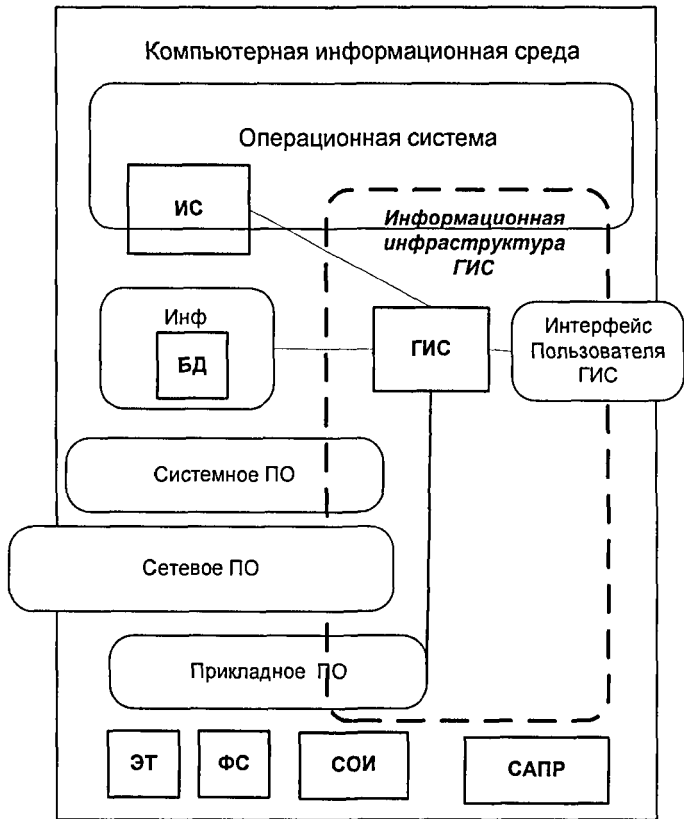 Компьютерная информационная среда
Операционная система
ИС
Информационная
инфраструктура
ГИС
Инф
БД
ГИС
Интерфейс
Пользователя
ГИС
Системное ПО
Сетевое ПО
Прикладное ПО
ЭТ
ФС
СОИ
САПР